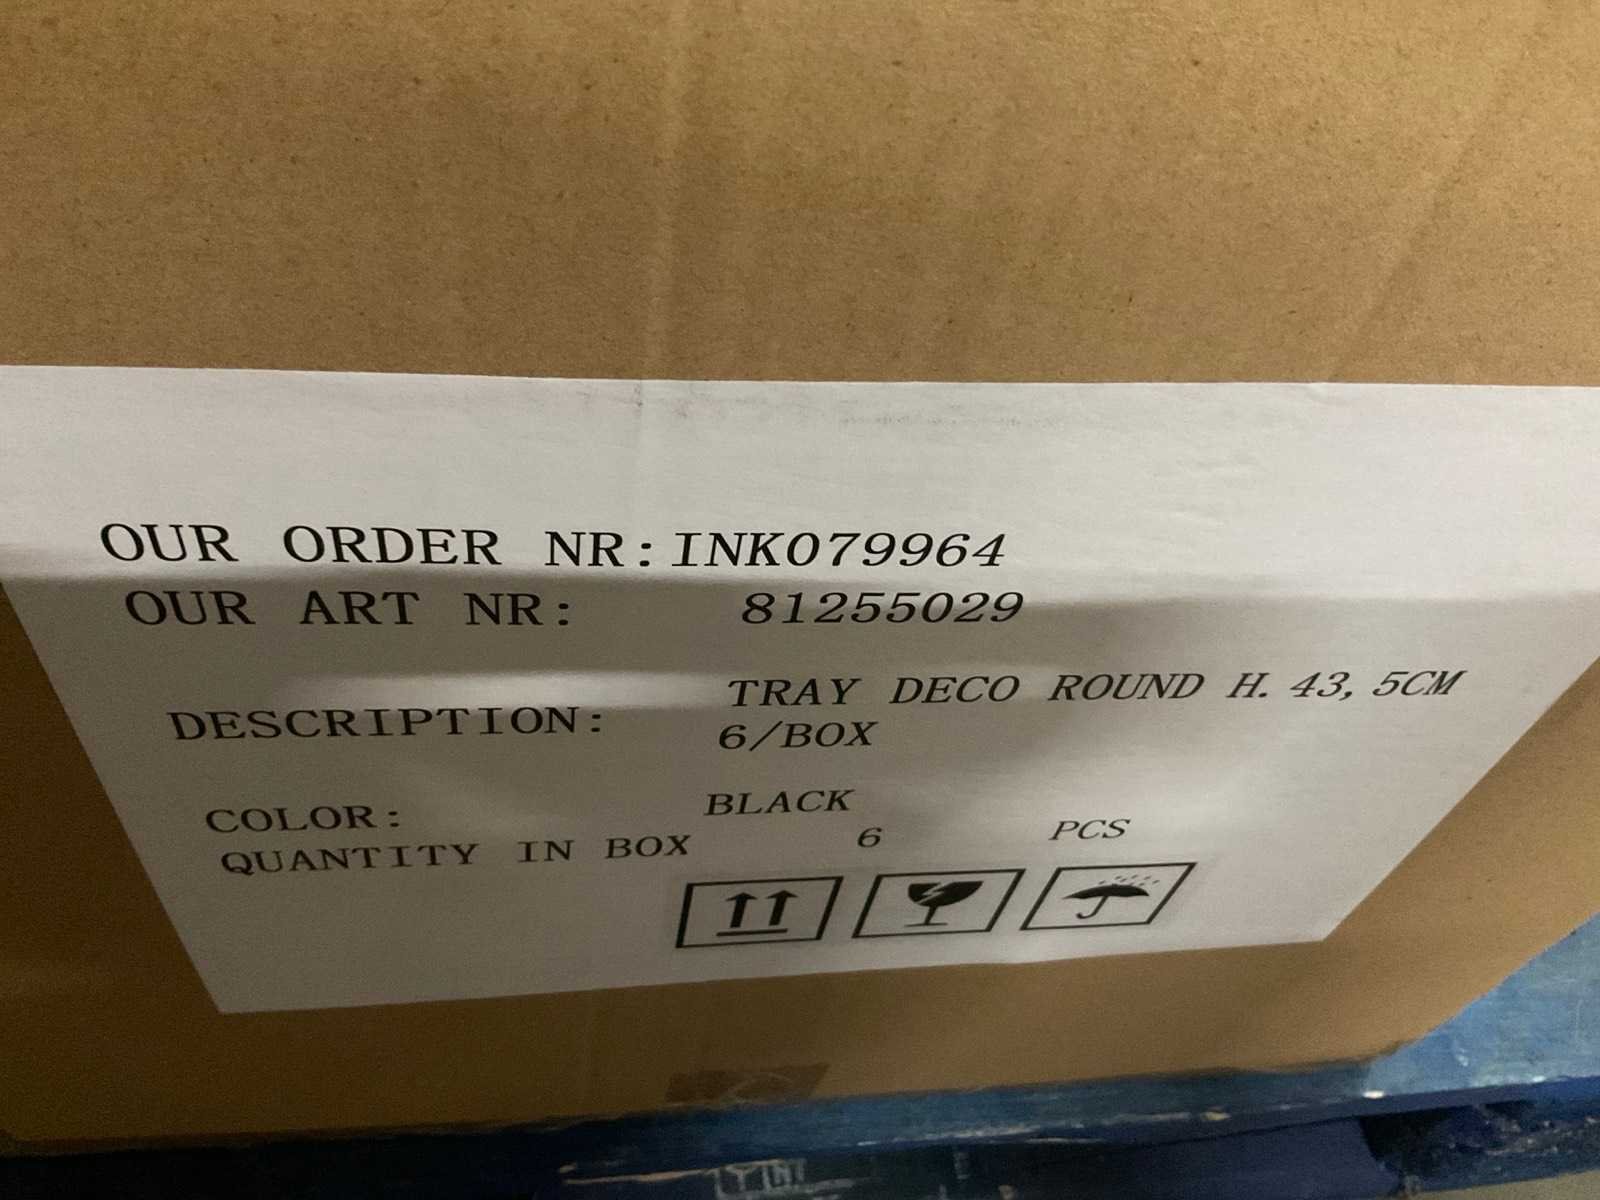 OUR ORDER NR: INK079964
OUR ART NR: 81255029
DESCRIPTION: TRAY DECO ROUND H. 43,5CM
6/BOX
COLOR: BLACK
QUANTITY IN BOX 6 PCS